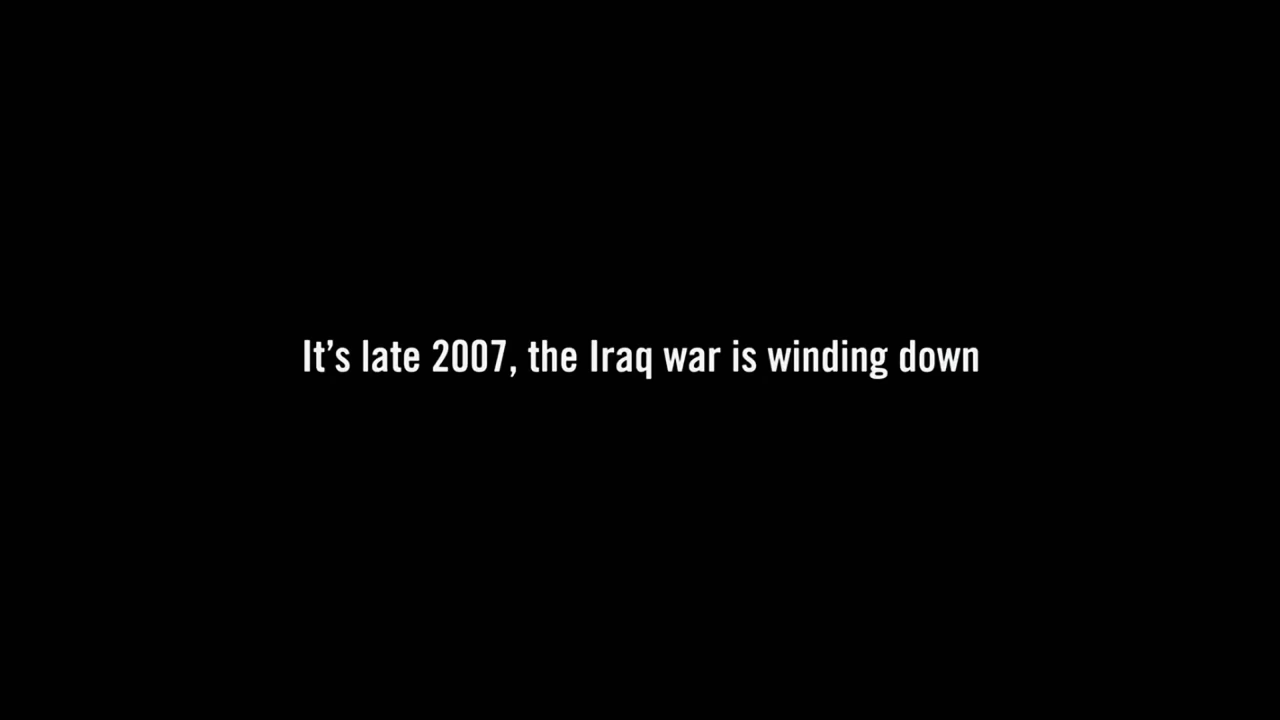 It’s late 2007, the Iraq war is winding down